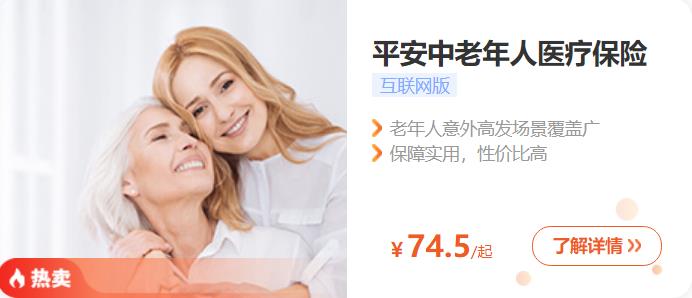 平安中老年人医疗保险
互联网版
老年人意外高发场景覆盖广
保障实用，性价比高
¥ 74.5/起
了解详情
热卖